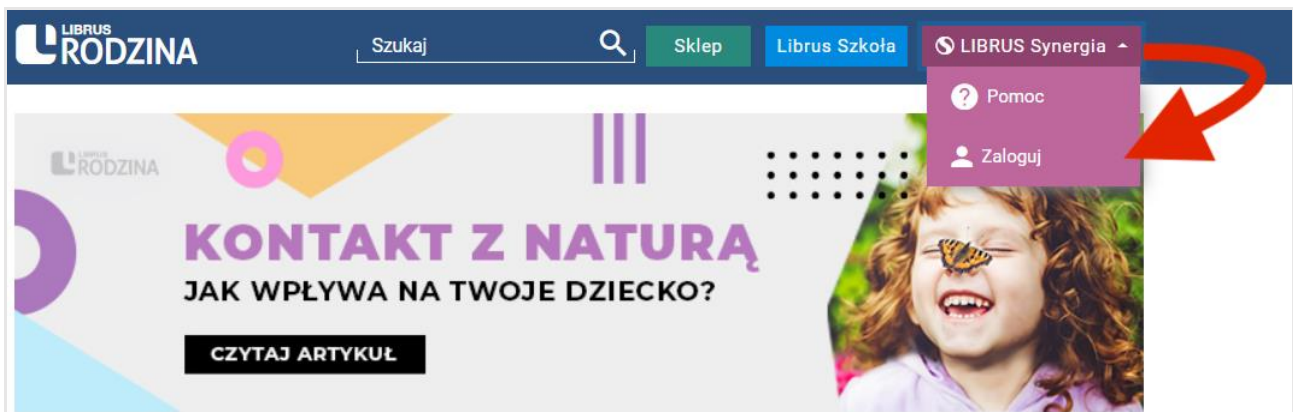 LIBRUS
RODZINA
Szukaj
Sklep
Librus Szkoła
LIBRUS Synergia
? Pomoc
Zaloguj
LIBRUS
RODZINA
KONTAKT Z NATURĄ
JAK WPŁYWA NA TWOJE DZIECKO?
CZYTAJ ARTYKUŁ